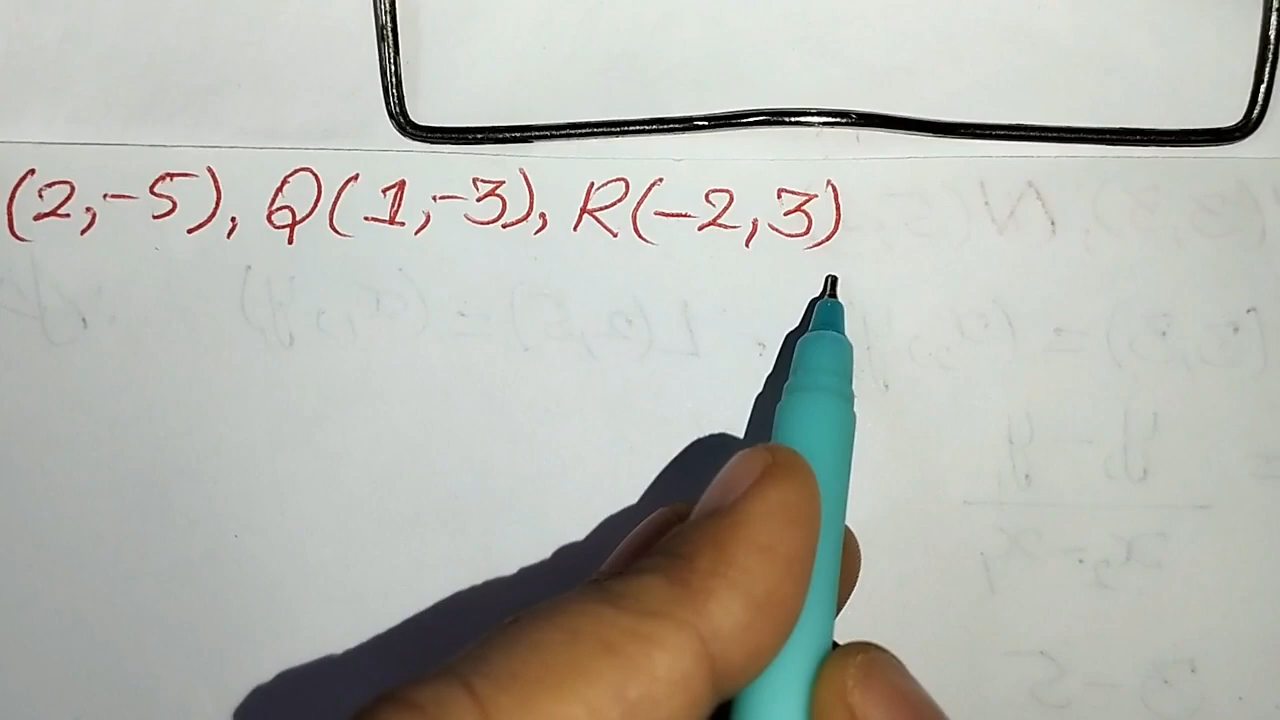 (2,-5), Q(1,-3), R(-2,3)